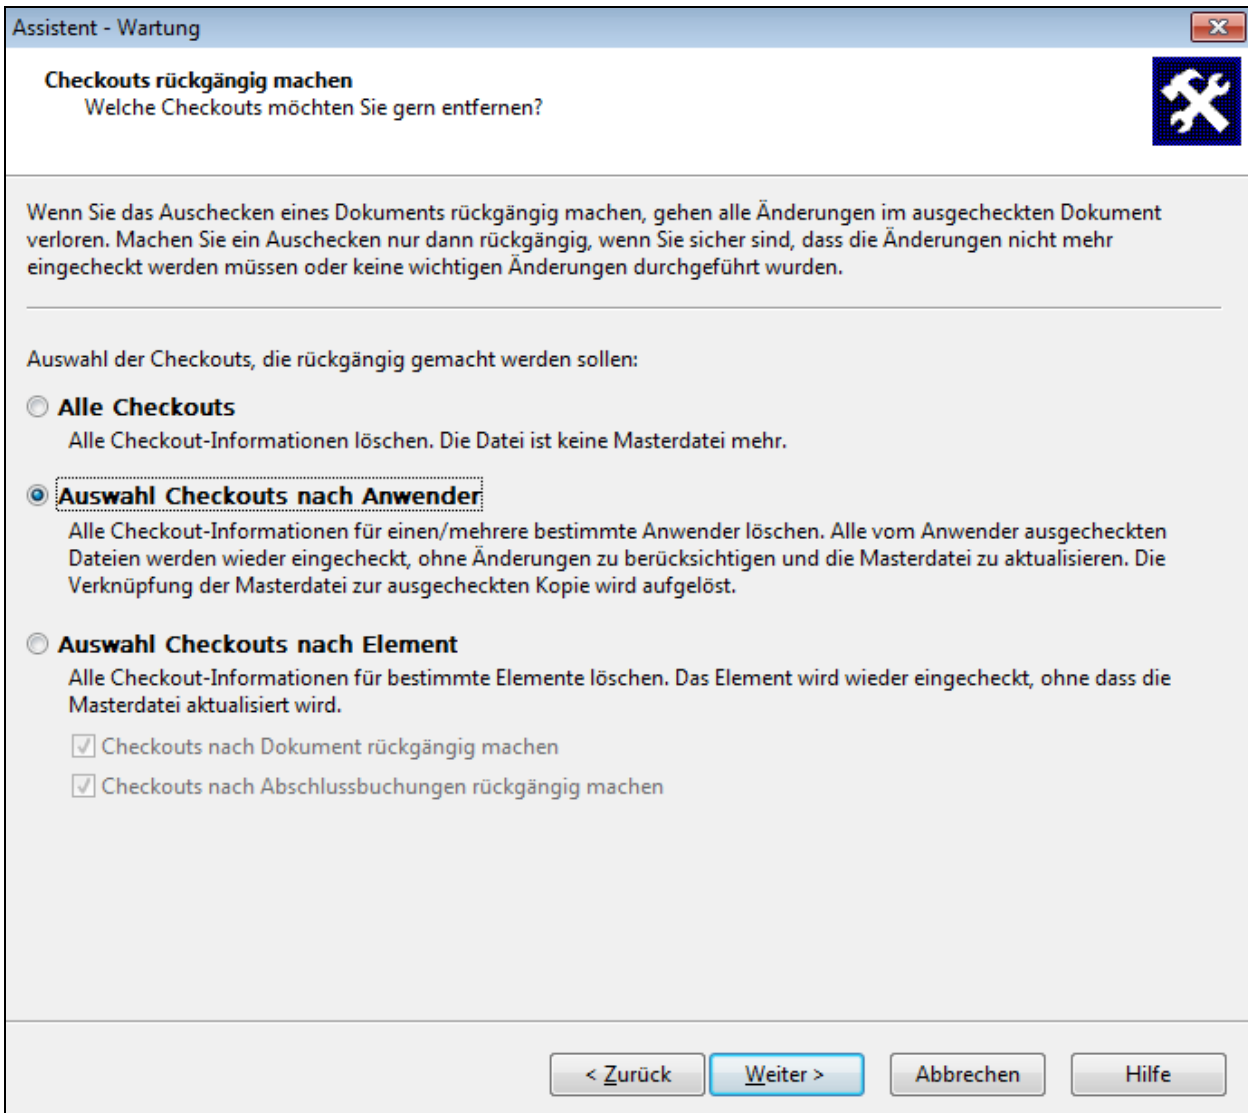 Assistent - Wartung
Checkouts rückgängig machen
Welche Checkouts möchten Sie gern entfernen?
Wenn Sie das Auschecken eines Dokuments rückgängig machen, gehen alle Änderungen im ausgecheckten Dokument
verloren. Machen Sie ein Auschecken nur dann rückgängig, wenn Sie sicher sind, dass die Änderungen nicht mehr
eingecheckt werden müssen oder keine wichtigen Änderungen durchgeführt wurden.
Auswahl der Checkouts, die rückgängig gemacht werden sollen:
Alle Checkouts
Alle Checkout-Informationen löschen. Die Datei ist keine Masterdatei mehr.
Auswahl Checkouts nach Anwender
Alle Checkout-Informationen für einen/mehrere bestimmte Anwender löschen. Alle vom Anwender ausgecheckten
Dateien werden wieder eingecheckt, ohne Änderungen zu berücksichtigen und die Masterdatei zu aktualisieren. Die
Verknüpfung der Masterdatei zur ausgecheckten Kopie wird aufgelöst.
Auswahl Checkouts nach Element
Alle Checkout-Informationen für bestimmte Elemente löschen. Das Element wird wieder eingecheckt, ohne dass die
Masterdatei aktualisiert wird.
Checkouts nach Dokument rückgängig machen
Checkouts nach Abschlussbuchungen rückgängig machen
< Zurück Weiter > Abbrechen Hilfe